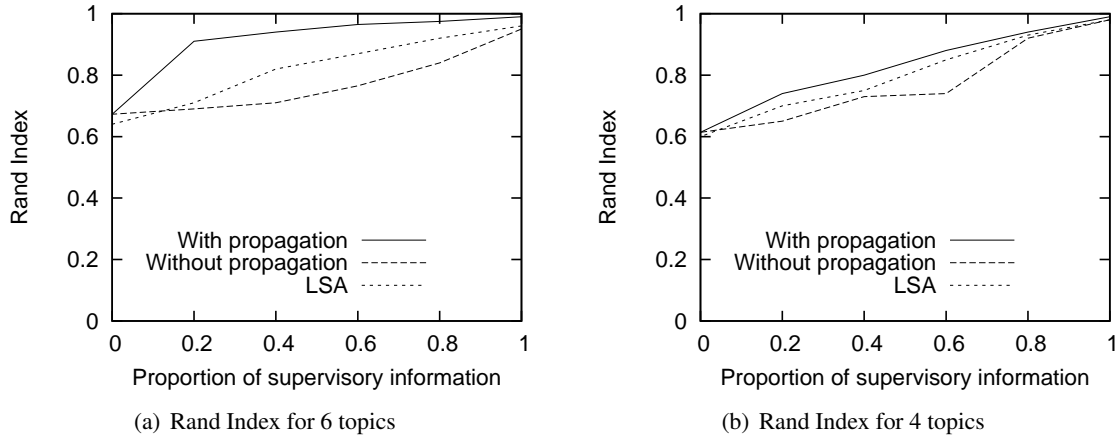 1
0.8
0.6
0.4
0.2
0
0 0.2 0.4 0.6 0.8 1
Rand Index
Proportion of supervisory information
With propagation
Without propagation
LSA
(a) Rand Index for 6 topics
1
0.8
0.6
0.4
0.2
0
0 0.2 0.4 0.6 0.8 1
Rand Index
Proportion of supervisory information
With propagation
Without propagation
LSA
(b) Rand Index for 4 topics